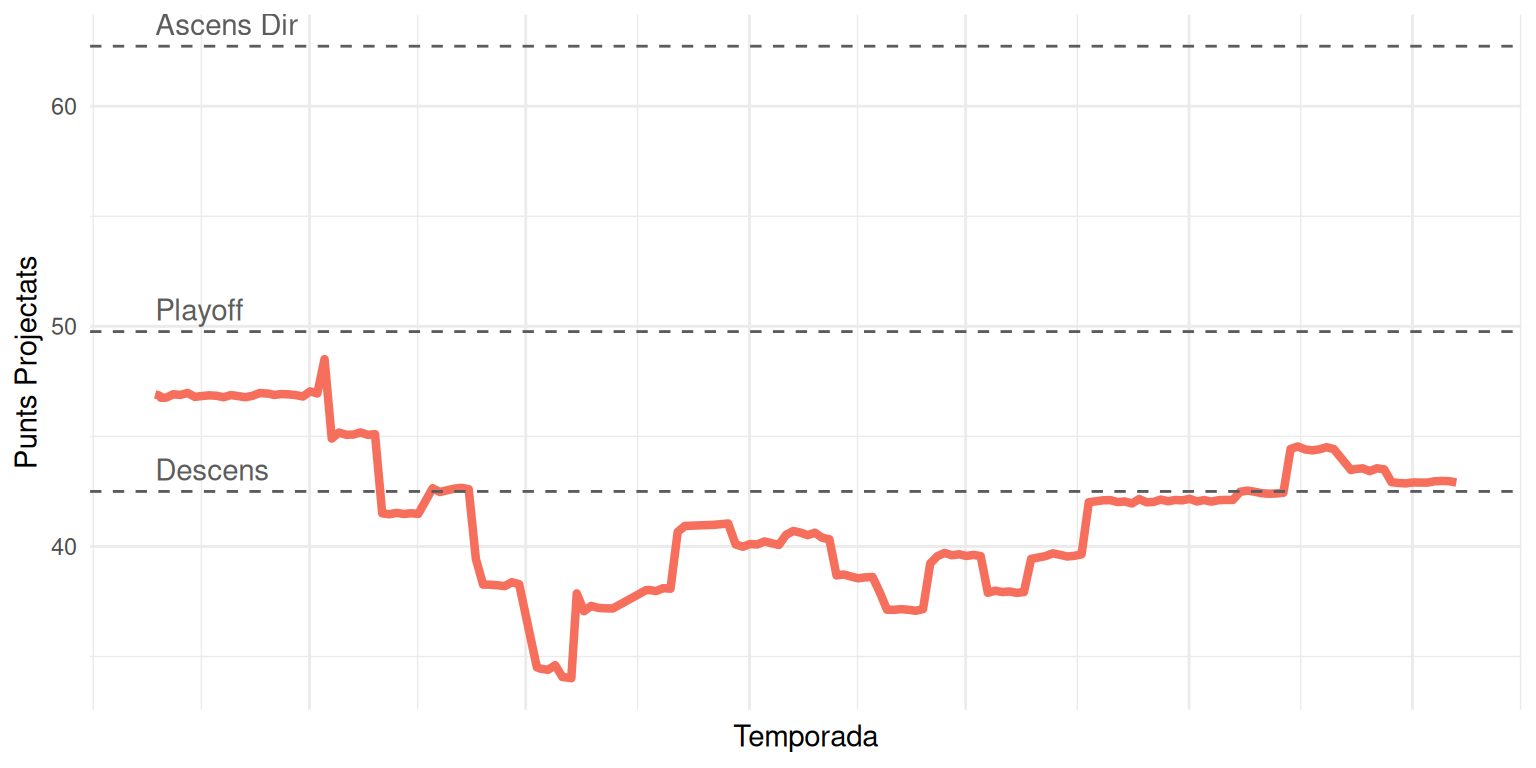 Ascens Dir
60
Playoff
50
Descens
40
Punts Projectats
Temporada